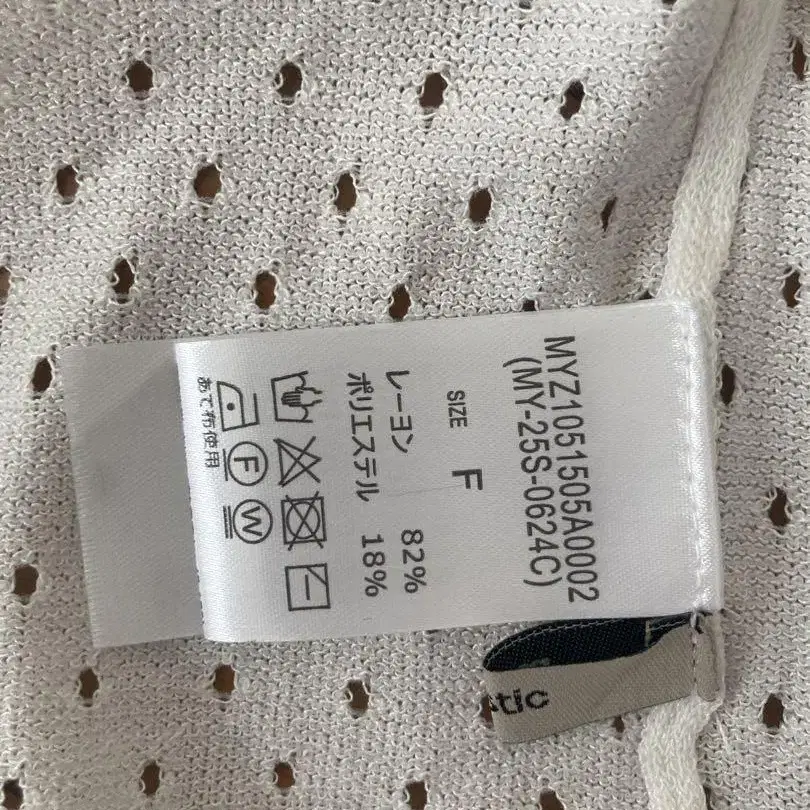 MYZ1051505A0002
(MY-25S-0624C)
SIZE F
レーヨン 82%
ポリエステル 18%
F W
あて布使用
tic